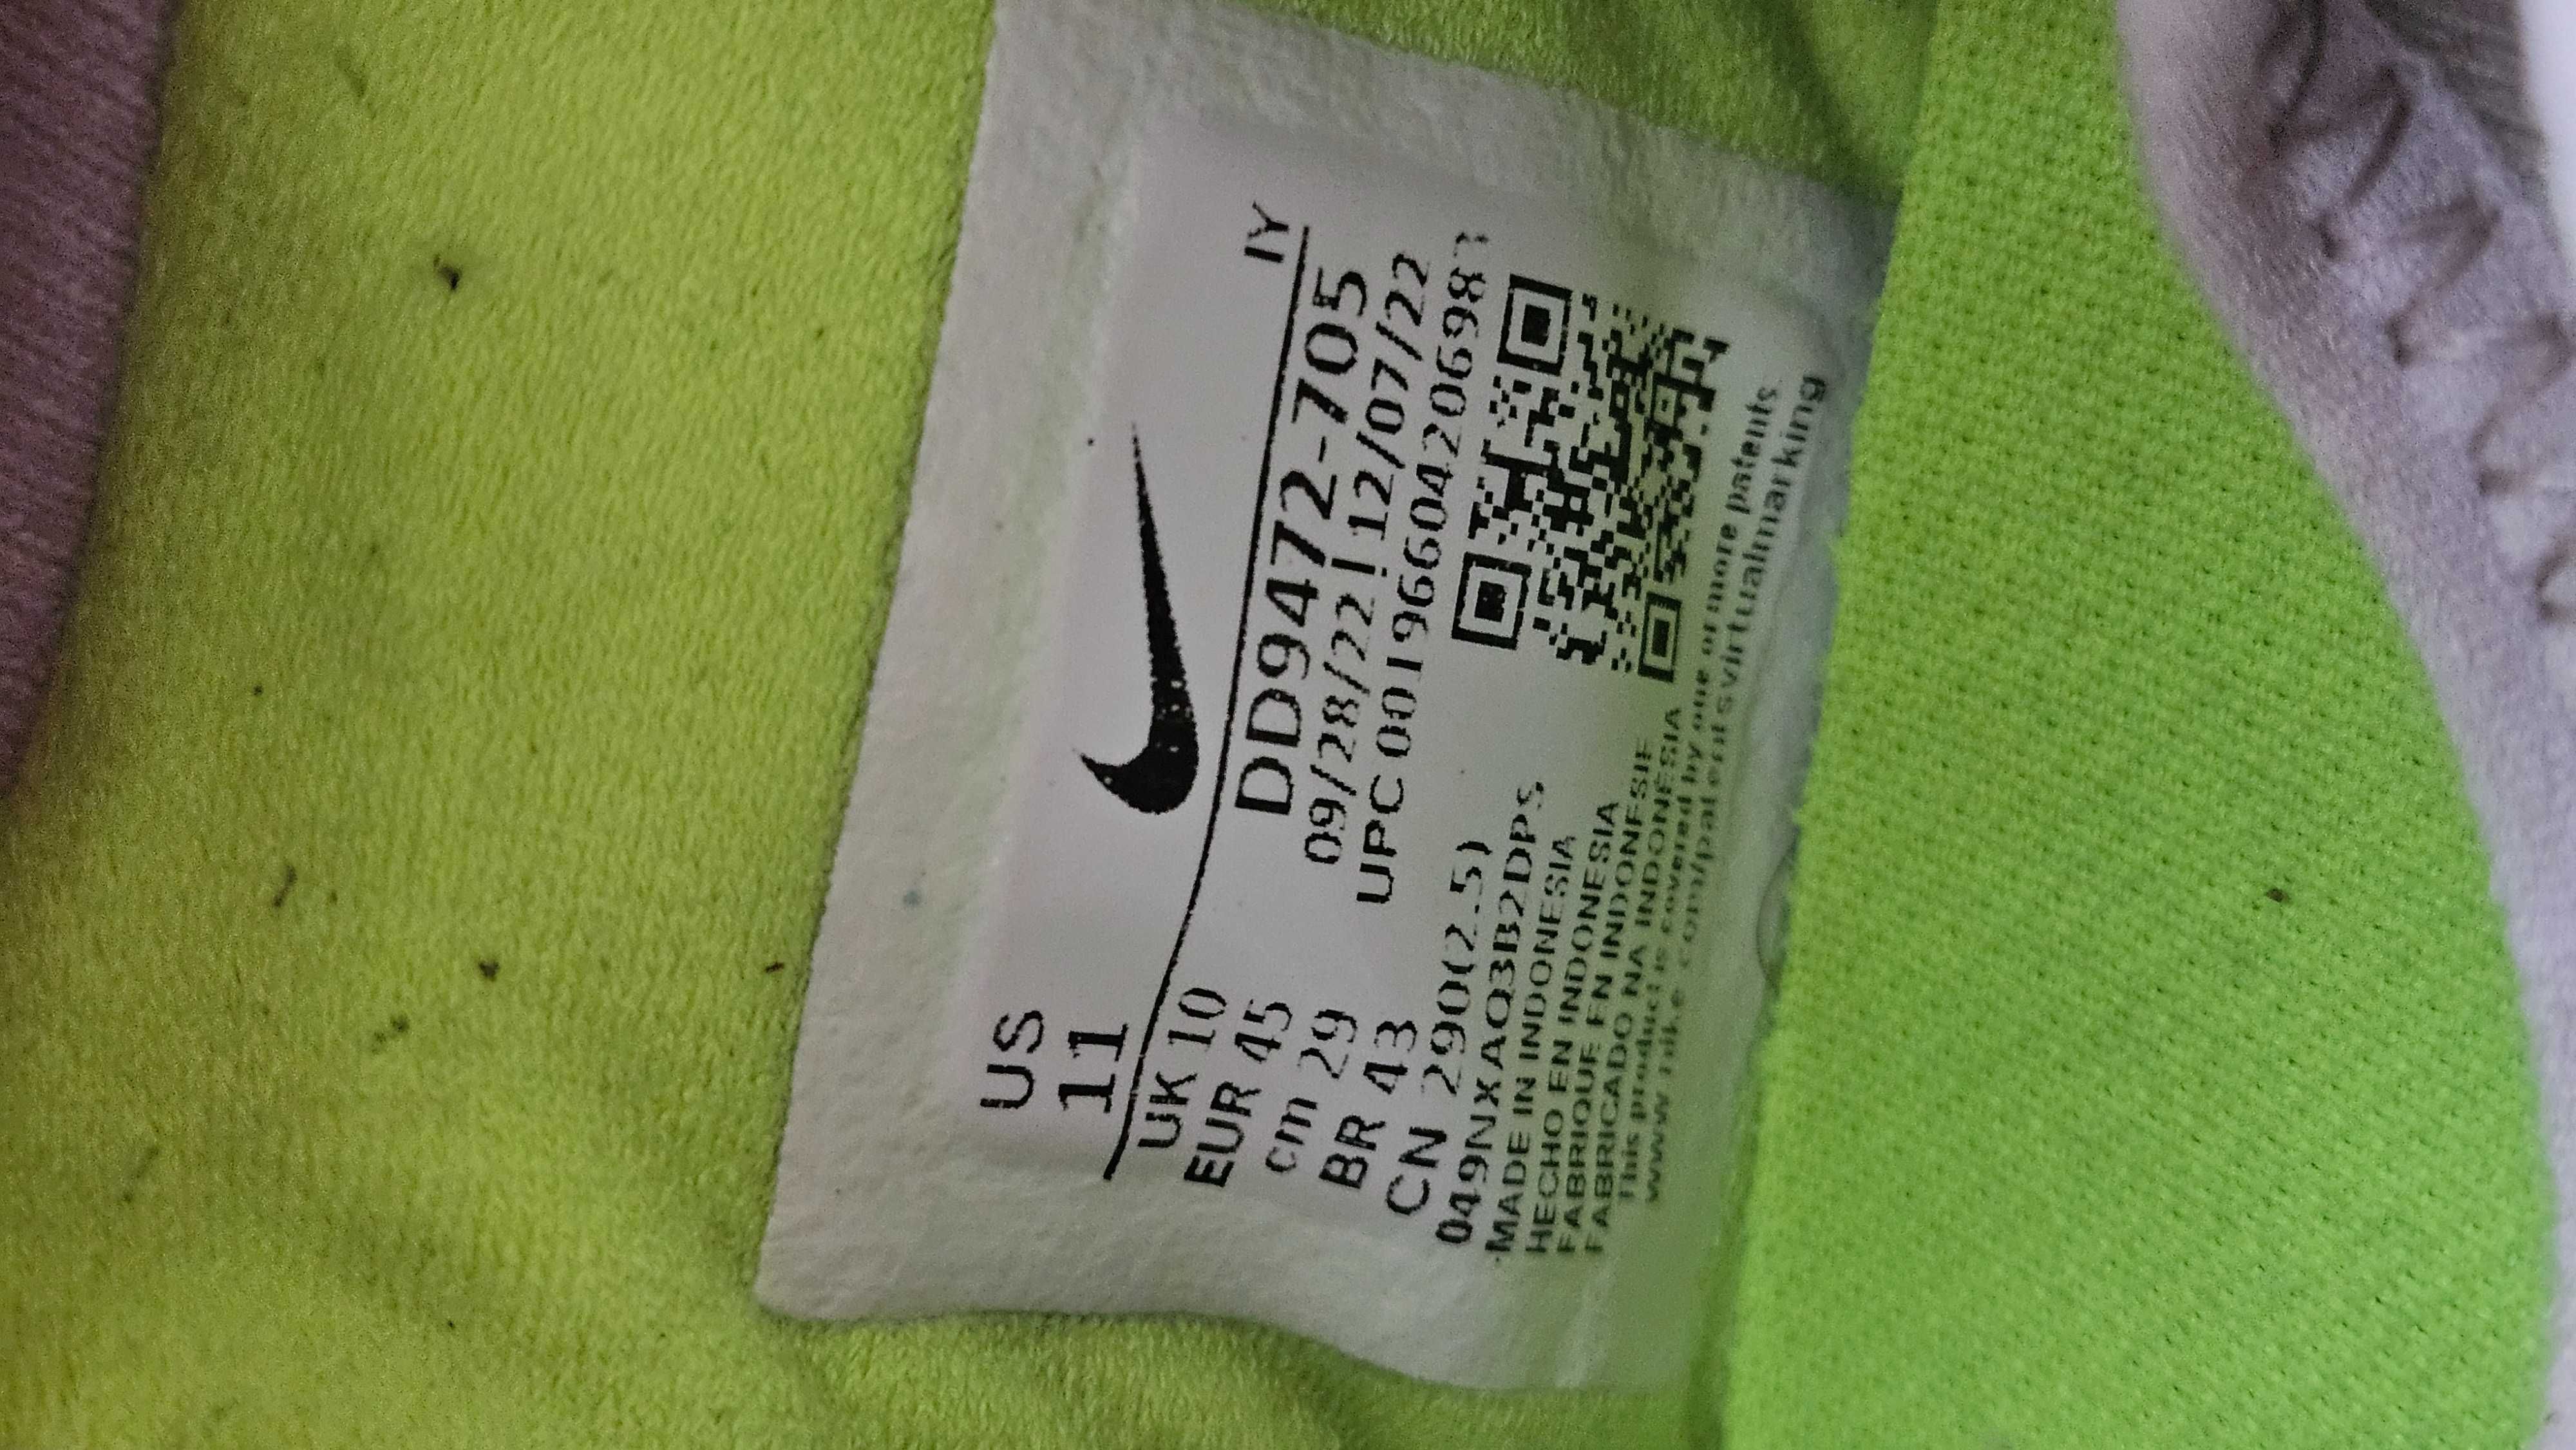 US
11
IY
UK 10
EUR 45
cm 29
BR 43
CN 290(2.5)
DD9472-705
09/28/22 | 12/07/22
UPC
049NXAQ3B2DPS
MADE IN INDONESIA
HECHO EN INDONESIA
FABRIQUE EN INDONESIE
FABRICADO NA INDONESIA
This product is covered by one or more patents.
www.nike.com/patentsvirtualmarking